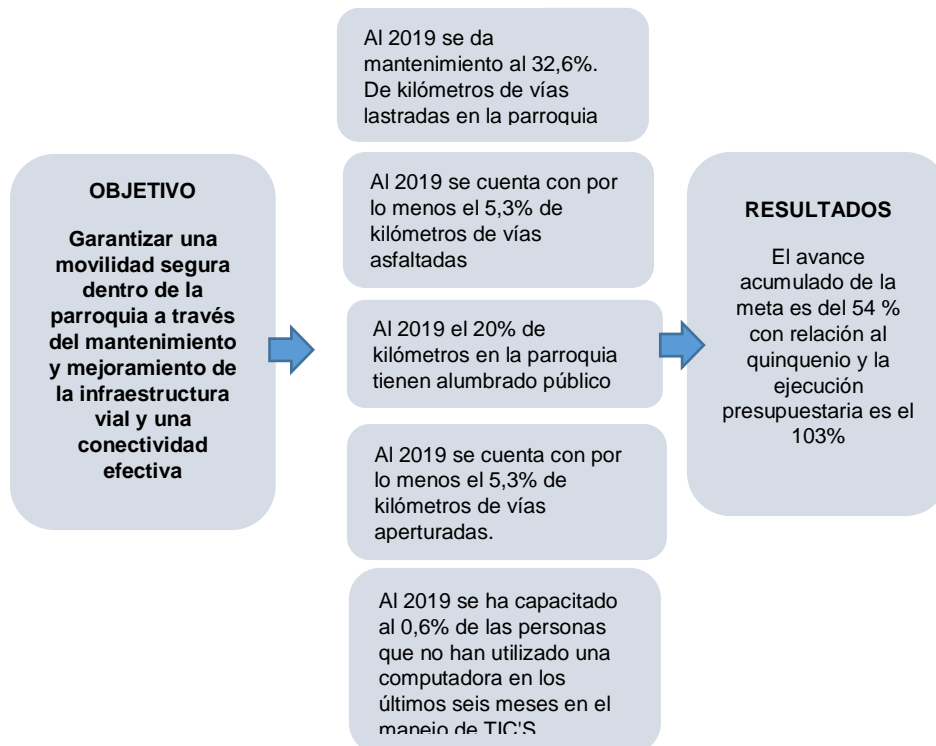 OBJETIVO
Garantizar una
movilidad segura
dentro de la
parroquia a través
del mantenimiento
y mejoramiento de
la infraestructura
vial y una
conectividad
efectiva
Al 2019 se da
mantenimiento al 32,6%.
De kilómetros de vías
lastradas en la parroquia
Al 2019 se cuenta con por
lo menos el 5,3% de
kilómetros de vías
asfaltadas
Al 2019 el 20% de
kilómetros en la parroquia
tienen alumbrado público
Al 2019 se cuenta con por
lo menos el 5,3% de
kilómetros de vías
aperturadas.
Al 2019 se ha capacitado
al 0,6% de las personas
que no han utilizado una
computadora en los
últimos seis meses en el
manejo de TIC'S
RESULTADOS
El avance
acumulado de la
meta es del 54 %
con relación al
quinquenio y la
ejecución
presupuestaria es el
103%